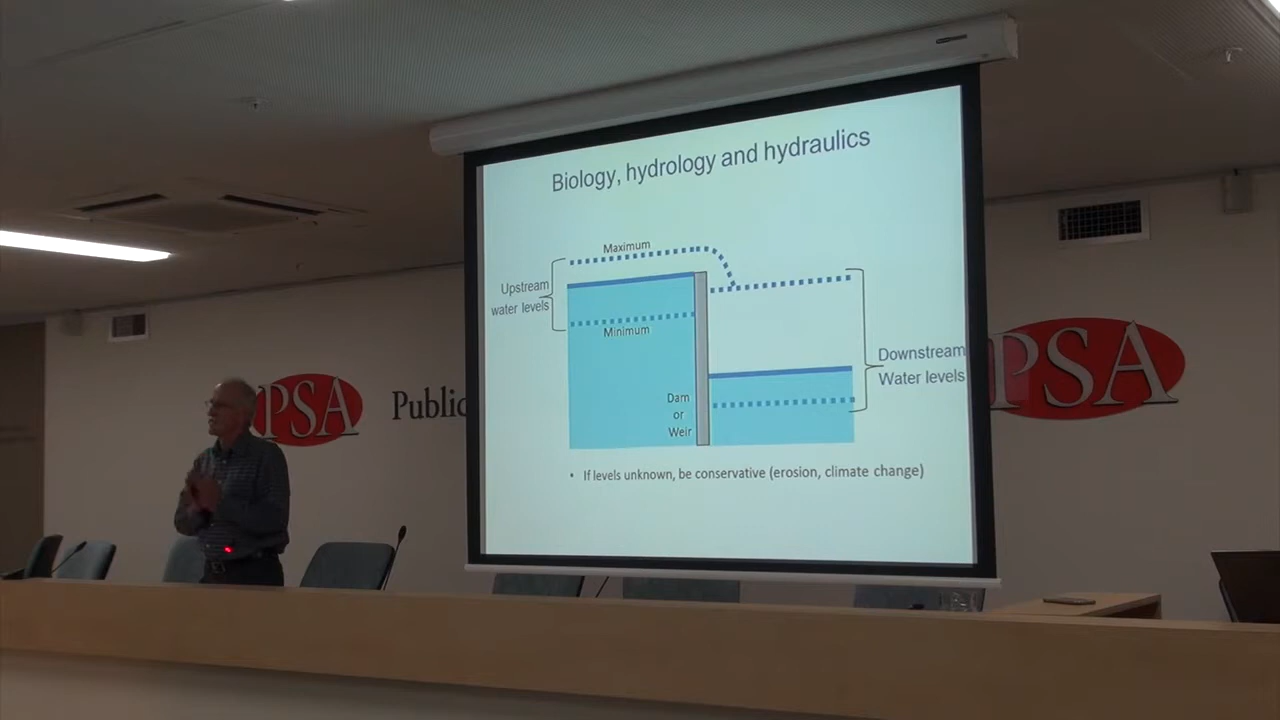 Biology, hydrology and hydraulics
Maximum
Upstream
water levels
Minimum
Downstream
Water levels
Dam
or
Weir
• If levels unknown, be conservative (erosion, climate change)
PSA
Public
PSA